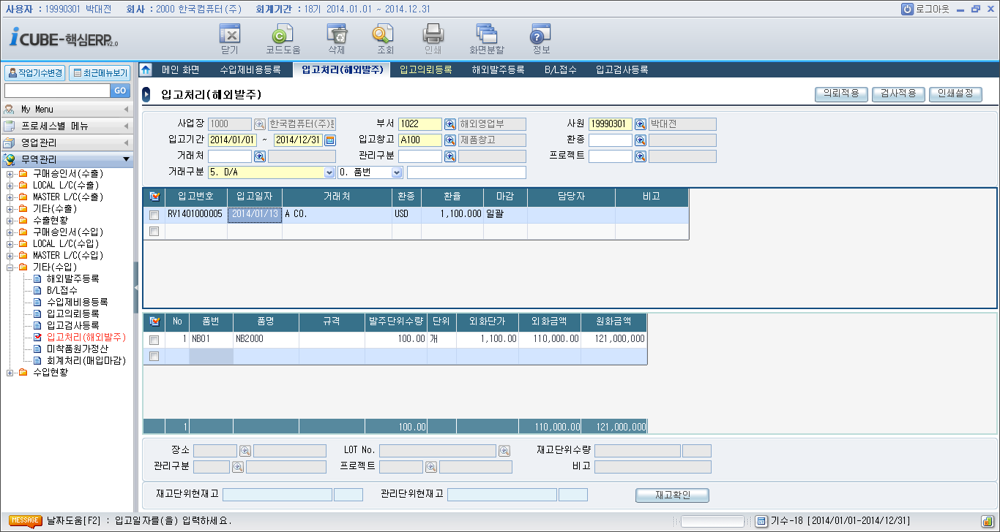 사용자 : 19990301 박대전 회사 : 2000 한국컴퓨터(주) 회계기간 : 18기 2014.01.01 ~ 2014.12.31 로그아웃
iCUBE-핵심ERP v2.0
닫기 코드도움 삭제 조회 인쇄 화면분할 정보
작업기수변경 최근메뉴보기
메인 화면 수입제비용등록 입고처리(해외발주) 입고의뢰등록 해외발주등록 B/L접수 입고검사등록
GO
입고처리(해외발주) 의뢰적용 검사적용 인쇄설정
My Menu
프로세스별 메뉴
영업관리
무역관리
구매승인서(수출)
LOCAL L/C(수출)
MASTER L/C(수출)
기타(수출)
수출현황
구매승인서(수입)
LOCAL L/C(수입)
MASTER L/C(수입)
기타(수입)
해외발주등록
B/L접수
수입제비용등록
입고의뢰등록
입고검사등록
입고처리(해외발주)
미착품원가정산
회계처리(매입마감)
수입현황
사업장 1000 한국컴퓨터(주) 부서 1022 해외영업부 사원 19990301 박대전
입고기간 2014/01/01 ~ 2014/12/31 입고창고 A100 제품창고 환종
거래처 관리구분 프로젝트
거래구분 5. D/A 0. 품번
입고번호 입고일자 거래처 환종 환율 마감 담당자 비고
RV1401000005 2014/01/13 A CO. USD 1,100.000 일괄
No 품번 품명 규격 발주단위수량 단위 외화단가 외화금액 원화금액
1 NB01 NB2000 100.00 개 1,100.00 110,000.00 121,000,000
1 100.00 110,000.00 121,000,000
장소 LOT No. 재고단위수량
관리구분 프로젝트 비고
재고단위현재고 관리단위현재고 재고확인
MESSAGE 날짜도움[F2] : 입고일자를(을) 입력하세요. 기수-18 [2014/01/01-2014/12/31]